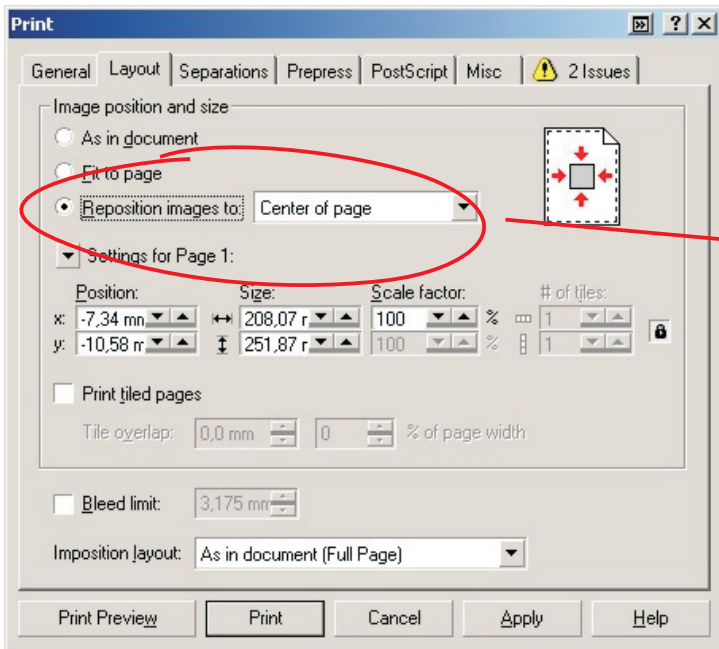 Print
General Layout Separations Prepress PostScript Misc 2 Issues
Image position and size
As in document
Fit to page
Reposition images to: Center of page
Settings for Page 1:
Position: Size: Scale factor: # of tiles:
x: -7,34 mn 208,07 r 100 % 1
y: -10,58 m 251,87 r 100 % 1
Print tiled pages
Tile overlap: 0,0 mm 0 % of page width
Bleed limit: 3,175 mm
Imposition layout: As in document (Full Page)
Print Preview Print Cancel Apply Help